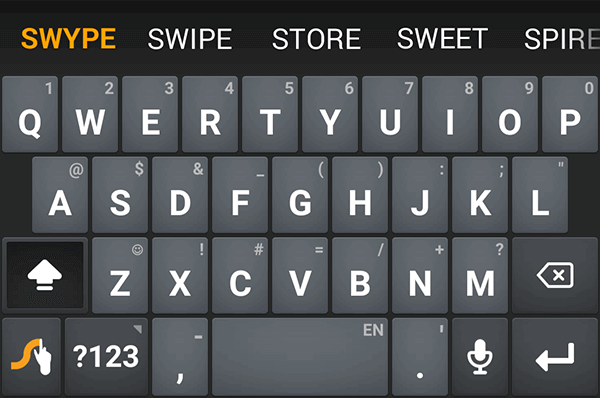 SWYPE SWIPE STORE SWEET SPIRE
1 2 3 4 5 6 7 8 9 0
Q W E R T Y U I O P
@ $ & _ ( ) : ; "
A S D F G H J K L
☺ ! # = / + ?
Z X C V B N M
- EN '
?123 , .